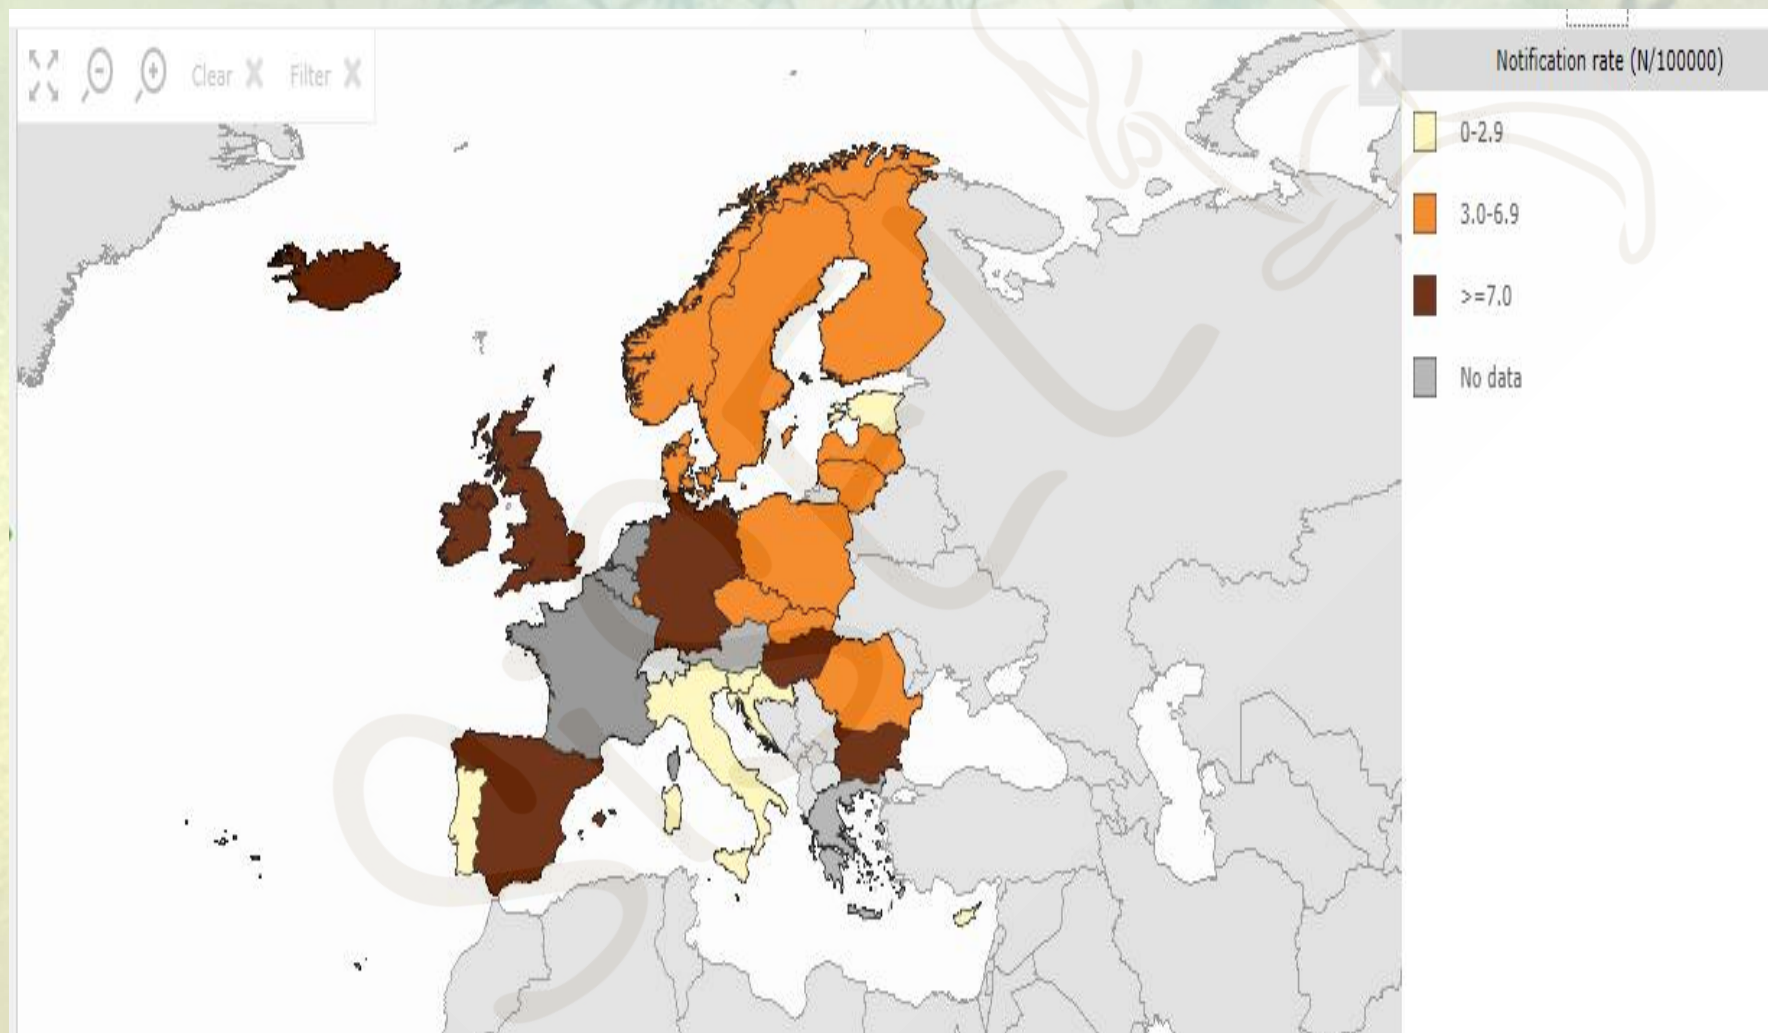 Clear
Filter
Notification rate (N/100000)
0-2.9
3.0-6.9
>=7.0
No data